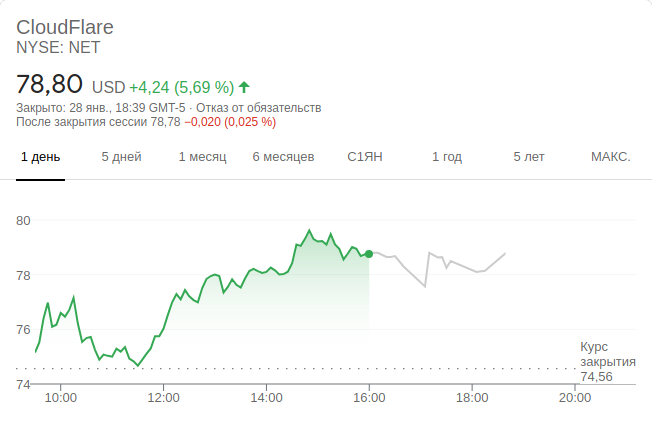 CloudFlare
NYSE: NET
78,80 USD +4,24 (5,69 %)
Закрыто: 28 янв., 18:39 GMT-5 · Отказ от обязательств
После закрытия сессии 78,78 −0,020 (0,025 %)
1 день 5 дней 1 месяц 6 месяцев С1ЯН 1 год 5 лет МАКС.
80
78
76
74
Курс
закрытия
74,56
10:00 12:00 14:00 16:00 18:00 20:00